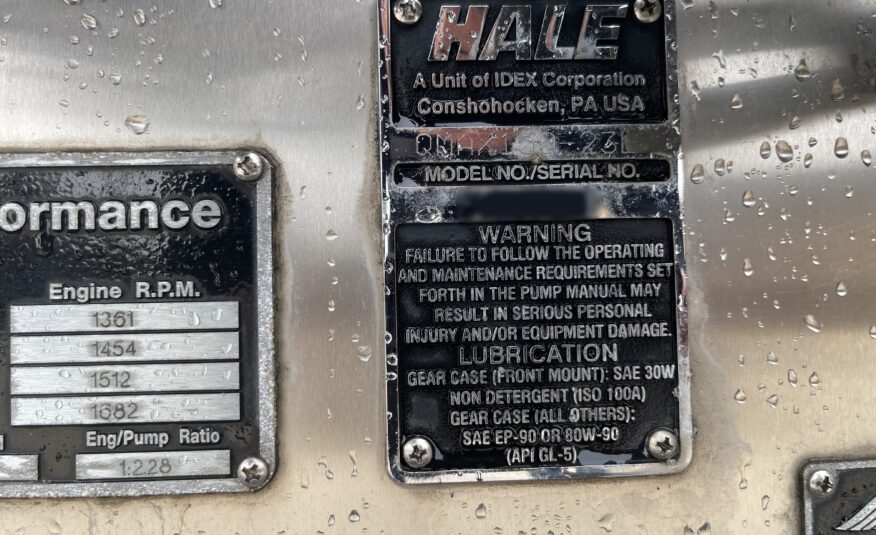 ormance
Engine R.P.M.
1361
1454
1512
1682
Eng/Pump Ratio
1:2.28
HALE
A Unit of IDEX Corporation
Conshohocken, PA USA
MODEL NO./SERIAL NO.
WARNING
FAILURE TO FOLLOW THE OPERATING
AND MAINTENANCE REQUIREMENTS SET
FORTH IN THE PUMP MANUAL MAY
RESULT IN SERIOUS PERSONAL
INJURY AND/OR EQUIPMENT DAMAGE.
LUBRICATION
GEAR CASE (FRONT MOUNT): SAE 30W
NON DETERGENT (ISO 100A)
GEAR CASE (ALL OTHERS):
SAE EP-90 OR 80W-90
(API GL-5)